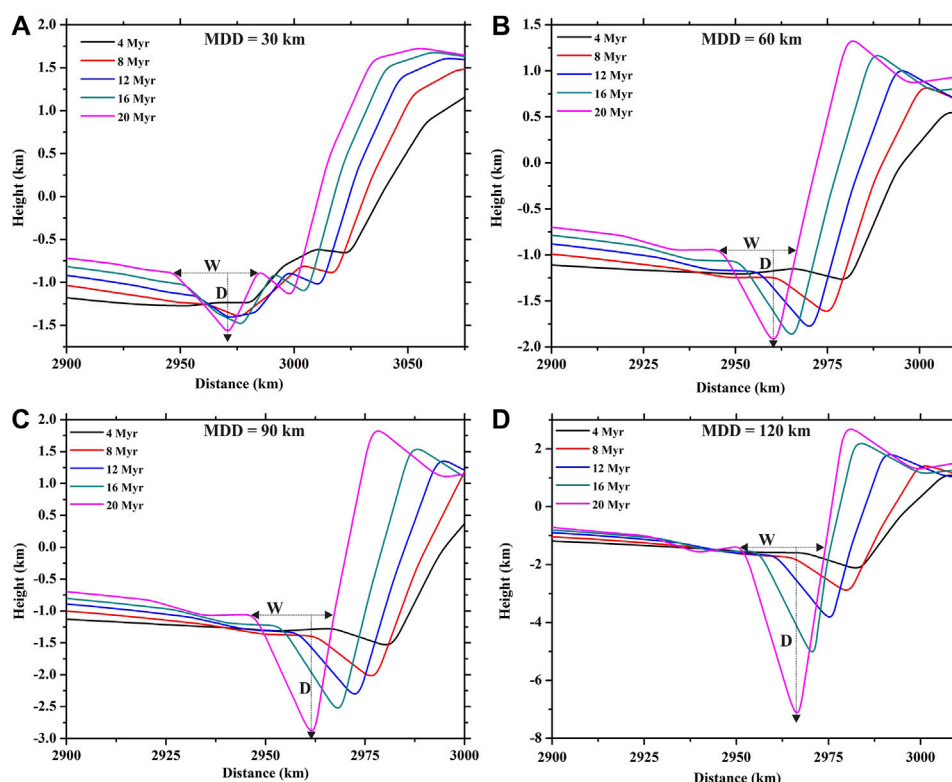 A
MDD = 30 km
4 Myr
8 Myr
12 Myr
16 Myr
20 Myr
W
D
Height (km)
2.0
1.5
1.0
0.5
0.0
-0.5
-1.0
-1.5
2900 2950 3000 3050
Distance (km)
B
MDD = 60 km
4 Myr
8 Myr
12 Myr
16 Myr
20 Myr
W
D
Height (km)
1.5
1.0
0.5
0.0
-0.5
-1.0
-1.5
-2.0
2900 2925 2950 2975 3000
Distance (km)
C
MDD = 90 km
4 Myr
8 Myr
12 Myr
16 Myr
20 Myr
W
D
Height (km)
2.0
1.5
1.0
0.5
0.0
-0.5
-1.0
-1.5
-2.0
-2.5
-3.0
2900 2925 2950 2975 3000
Distance (km)
D
MDD = 120 km
4 Myr
8 Myr
12 Myr
16 Myr
20 Myr
W
D
Height (km)
2
0
-2
-4
-6
-8
2900 2925 2950 2975 3000
Distance (km)